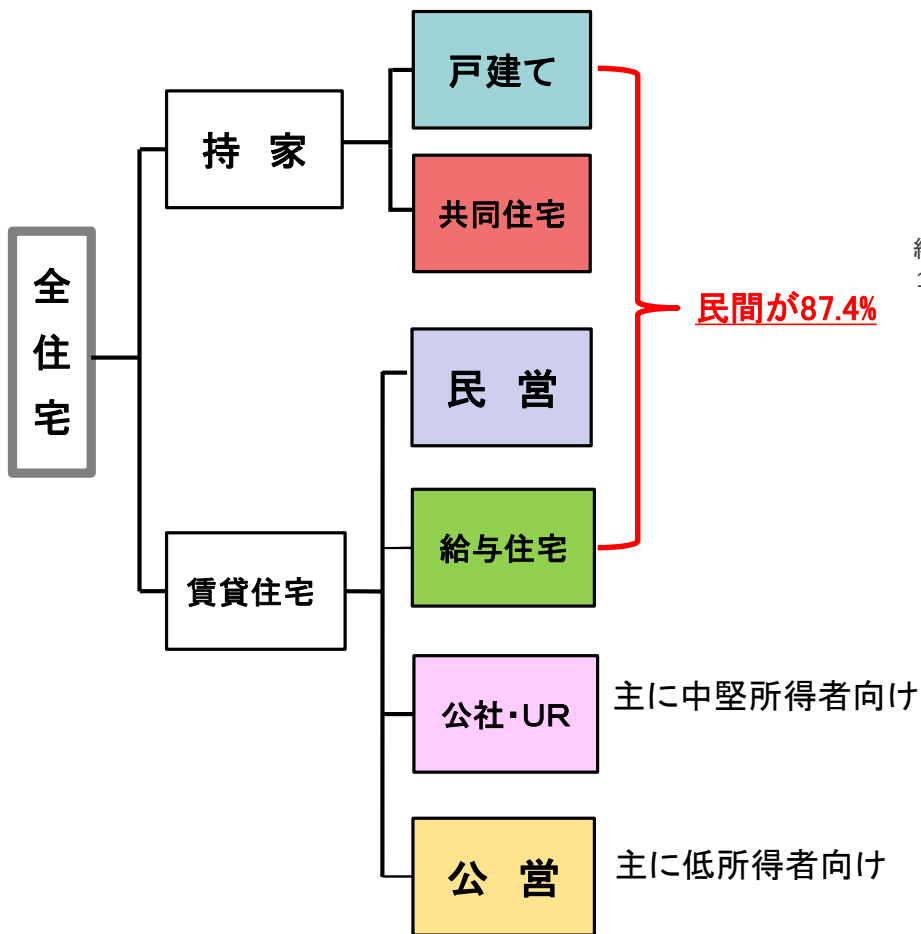 全住宅
持 家
戸建て
共同住宅
民間が87.4%
賃貸住宅
民 営
給与住宅
公社・UR
主に中堅所得者向け
公 営
主に低所得者向け